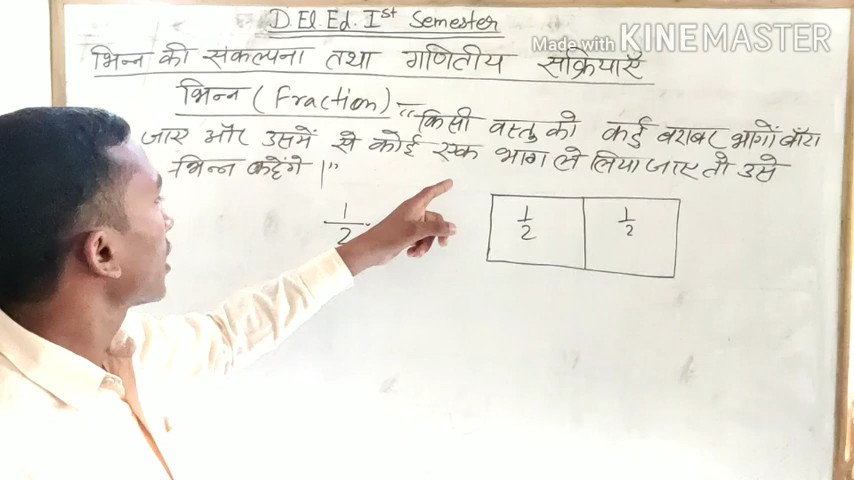 D.El.Ed. Ist Semester
Made with KINEMASTER
भिन्न की संकल्पना तथा गणितीय संक्रियाएँ
भिन्न (Fraction) - "किसी वस्तु को कई बराबर भागों बाँटा
जाए और उसमें से कोई एक भाग ले लिया जाए तो उसे
भिन्न कहेंगे।"
1/2
1/2 1/2